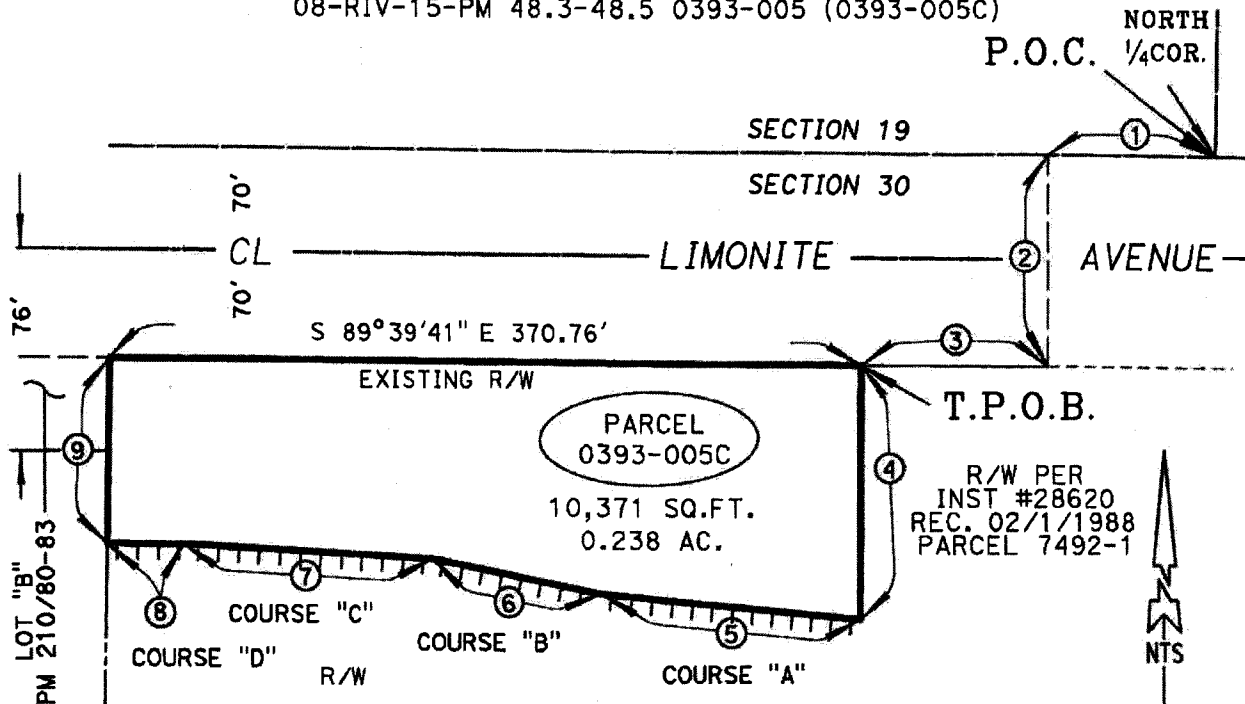 08-RIV-15-PM 48.3-48.5 0393-005 (0393-005C)
NORTH
1/4 COR.
P.O.C.
SECTION 19
①
SECTION 30
70'
CL
LIMONITE
②
AVENUE
70'
76'
S 89°39'41" E 370.76'
③
EXISTING R/W
T.P.O.B.
PARCEL
0393-005C
⑨
④
10,371 SQ.FT.
0.238 AC.
R/W PER
INST #28620
REC. 02/1/1988
PARCEL 7492-1
LOT "B"
PM 210/80-83
⑧
⑦
⑥
⑤
COURSE "C"
COURSE "B"
COURSE "D"
COURSE "A"
R/W
N
NTS